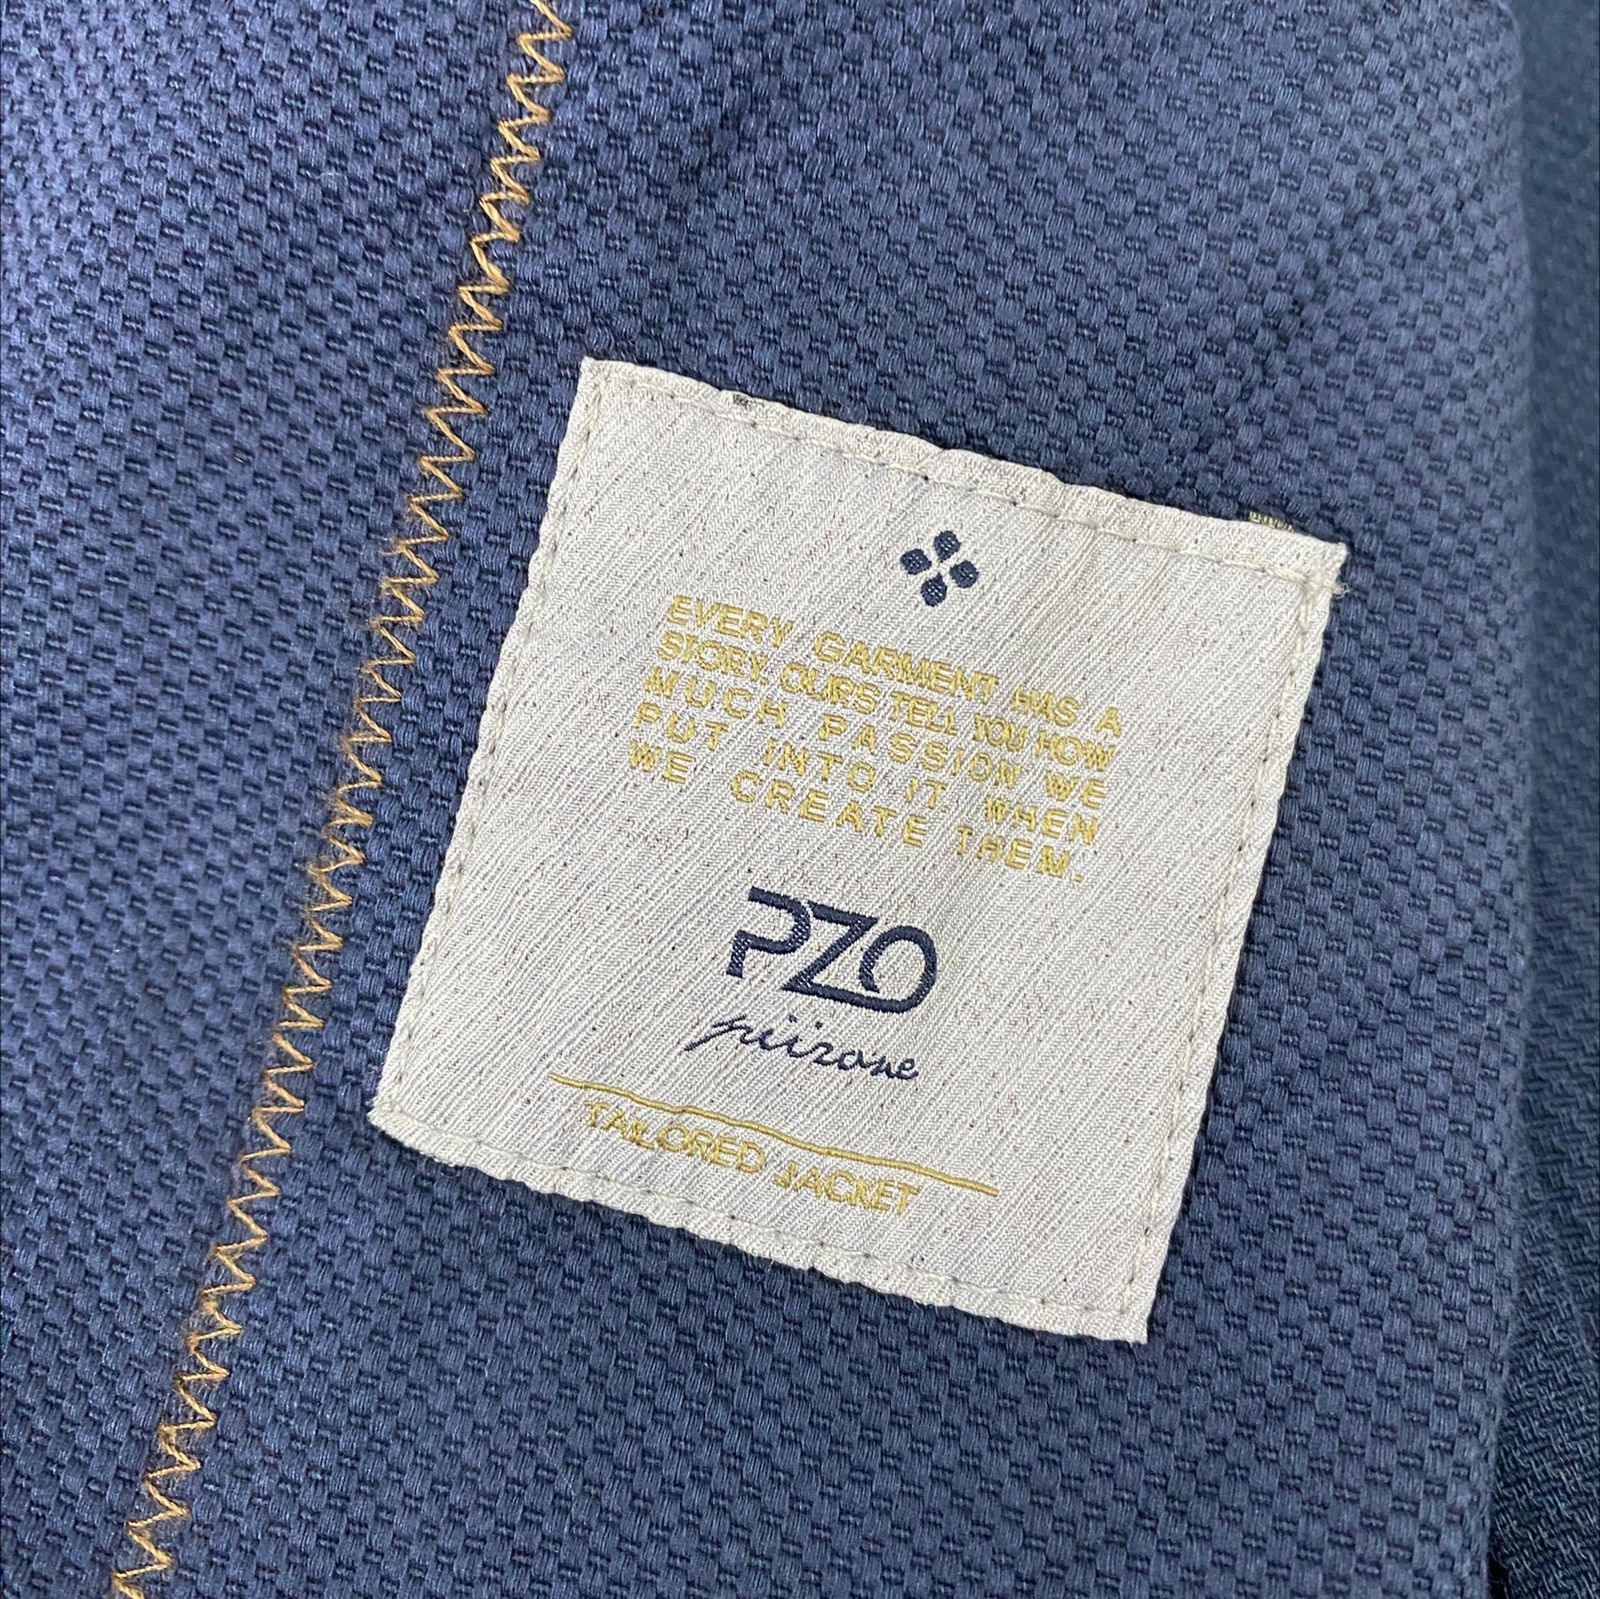 EVERY GARMENT HAS A
STORY. OURS TELL YOU HOW
MUCH PASSION WE
PUT INTO IT. WHEN
WE CREATE THEM.
PZO
piizone
TAILORED JACKET